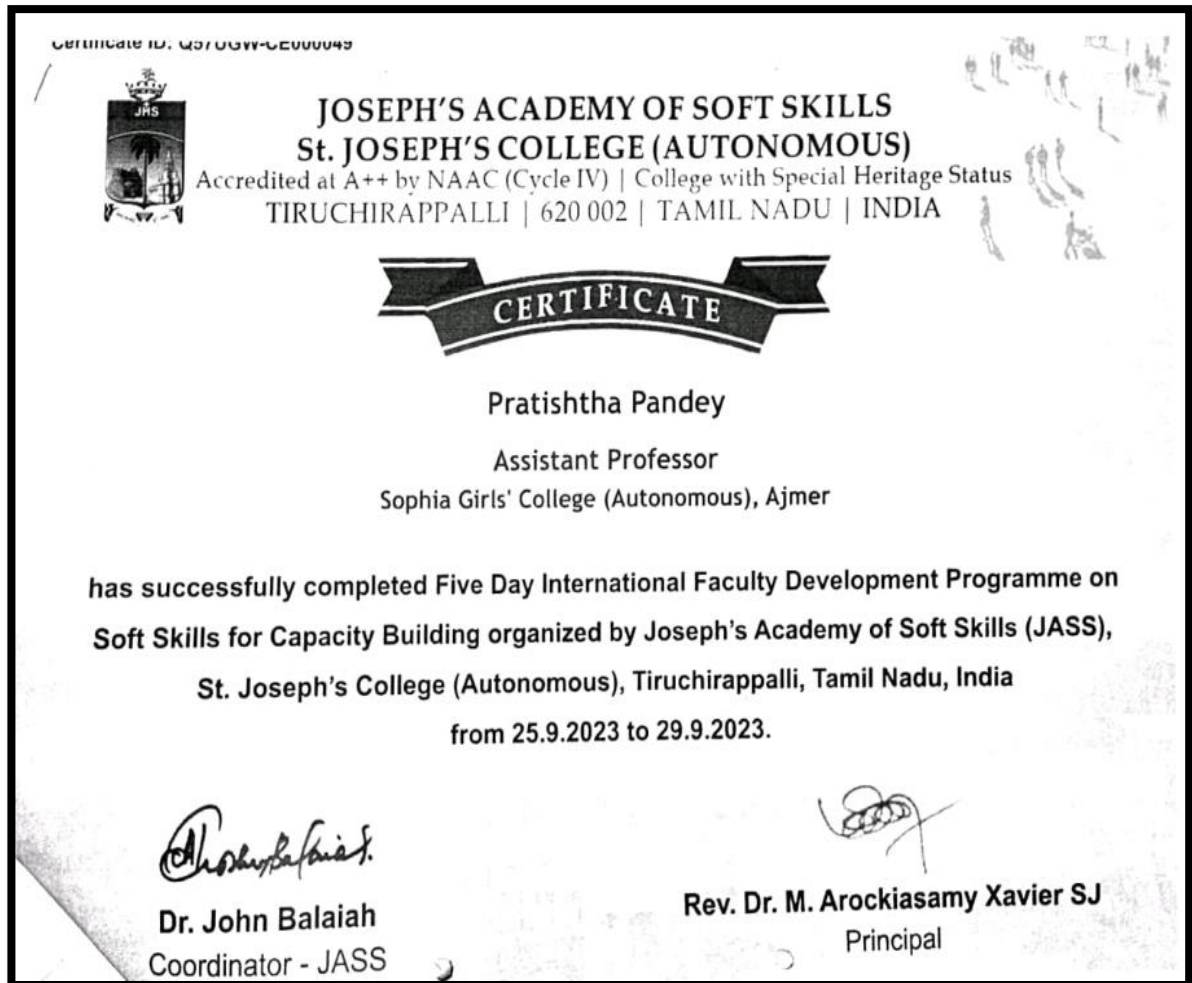 Certificate ID: Q57UGW-CE000049
JHS
JOSEPH'S ACADEMY OF SOFT SKILLS
St. JOSEPH'S COLLEGE (AUTONOMOUS)
Accredited at A++ by NAAC (Cycle IV) | College with Special Heritage Status
TIRUCHIRAPPALLI | 620 002 | TAMIL NADU | INDIA
CERTIFICATE
Pratishtha Pandey
Assistant Professor
Sophia Girls' College (Autonomous), Ajmer
has successfully completed Five Day International Faculty Development Programme on
Soft Skills for Capacity Building organized by Joseph's Academy of Soft Skills (JASS),
St. Joseph's College (Autonomous), Tiruchirappalli, Tamil Nadu, India
from 25.9.2023 to 29.9.2023.
Dr. John Balaiah
Coordinator - JASS
Rev. Dr. M. Arockiasamy Xavier SJ
Principal